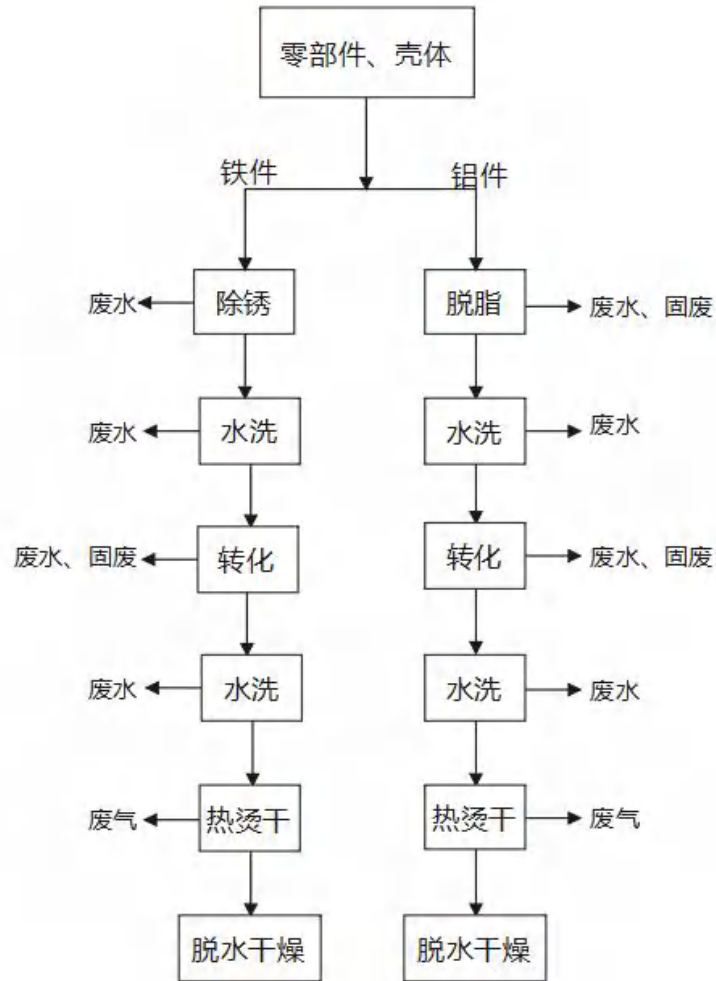 零部件、壳体
铁件
铝件
废水
除锈
脱脂
废水、固废
废水
水洗
水洗
废水
废水、固废
转化
转化
废水、固废
废水
水洗
水洗
废水
废气
热烫干
热烫干
废气
脱水干燥
脱水干燥